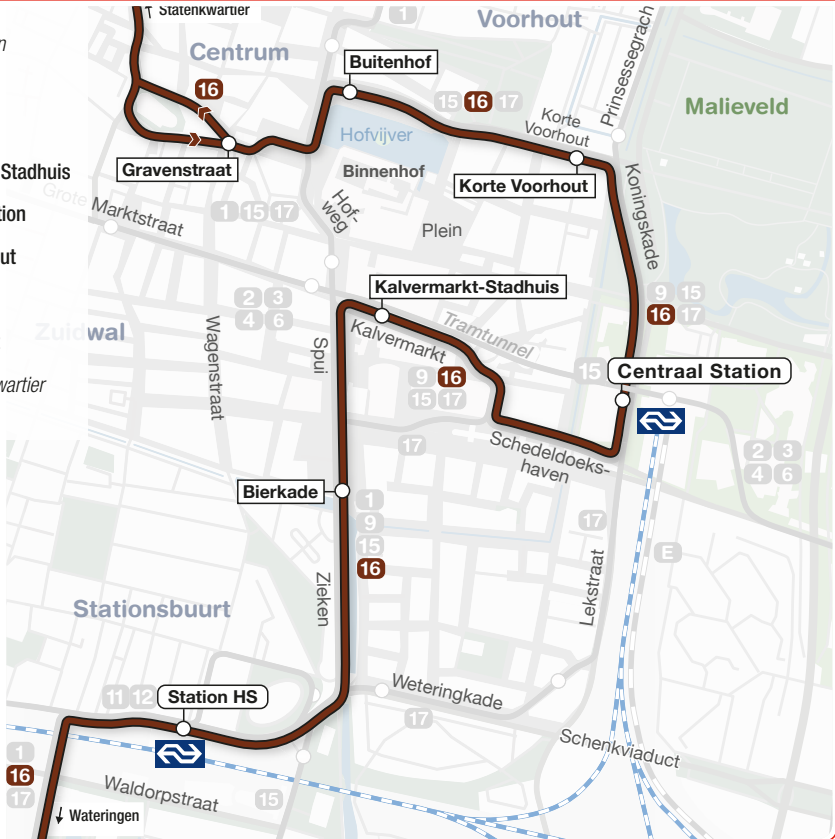 ↑ Statenkwartier
1
Voorhout
Prinsessegrach
n
Centrum
Buitenhof
16
15 16 17
Malieveld
Korte
Voorhout
Hofvijver
Gravenstraat
Binnenhof
Korte Voorhout
Stadhuis
Koningskade
Grote Marktstraat
1 15 17
Hof-
weg
tion
Plein
ut
Kalvermarkt-Stadhuis
9 15
16 17
2 3
4 6
Zuidwal
Wagenstraat
Spui
Kalvermarkt
Tramtunnel
wartier
9 16
15 17
15
Centraal Station
17
Schedeldoeks-
haven
2 3
4 6
Bierkade
1
9
15
16
17
E
Zieken
Lekstraat
Stationsbuurt
11 12
Station HS
Weteringkade
17
Schenkviaduct
1
16
17
Waldorpstraat
15
↓ Wateringen